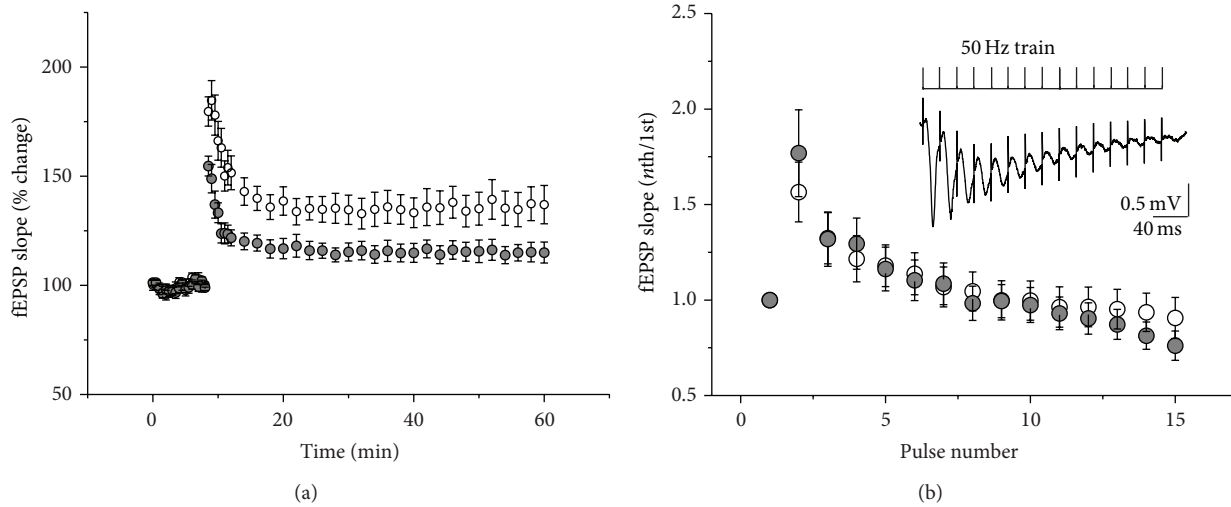 200
150
100
50
fEPSP slope (% change)
0
20
40
60
Time (min)
(a)
2.5
2.0
1.5
1.0
0.5
fEPSP slope (nth/1st)
50 Hz train
0.5 mV
40 ms
0
5
10
15
Pulse number
(b)